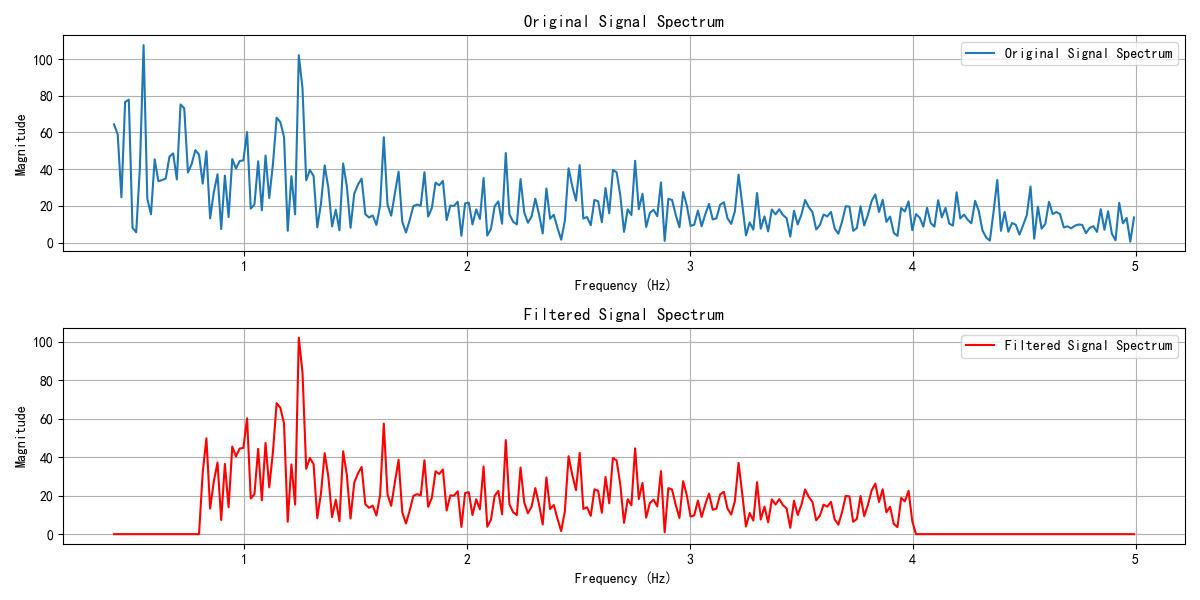 Original Signal Spectrum
100
80
60
40
20
0
Magnitude
Original Signal Spectrum
1
2
3
4
5
Frequency (Hz)
Filtered Signal Spectrum
100
80
60
40
20
0
Magnitude
Filtered Signal Spectrum
1
2
3
4
5
Frequency (Hz)